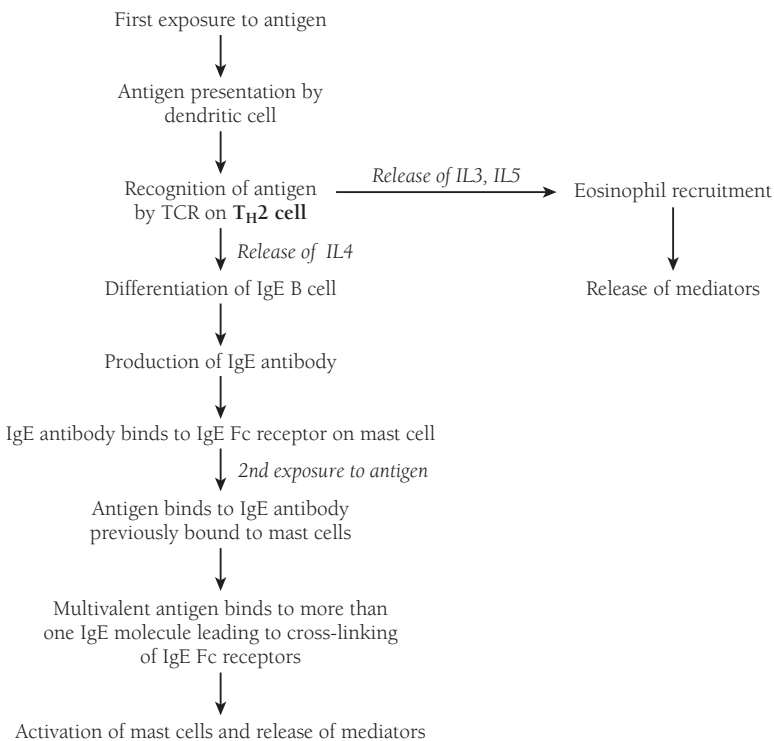 First exposure to antigen
Antigen presentation by
dendritic cell
Recognition of antigen
by TCR on T_H2 cell
Release of IL3, IL5
Eosinophil recruitment
Release of mediators
Release of IL4
Differentiation of IgE B cell
Production of IgE antibody
IgE antibody binds to IgE Fc receptor on mast cell
2nd exposure to antigen
Antigen binds to IgE antibody
previously bound to mast cells
Multivalent antigen binds to more than
one IgE molecule leading to cross-linking
of IgE Fc receptors
Activation of mast cells and release of mediators